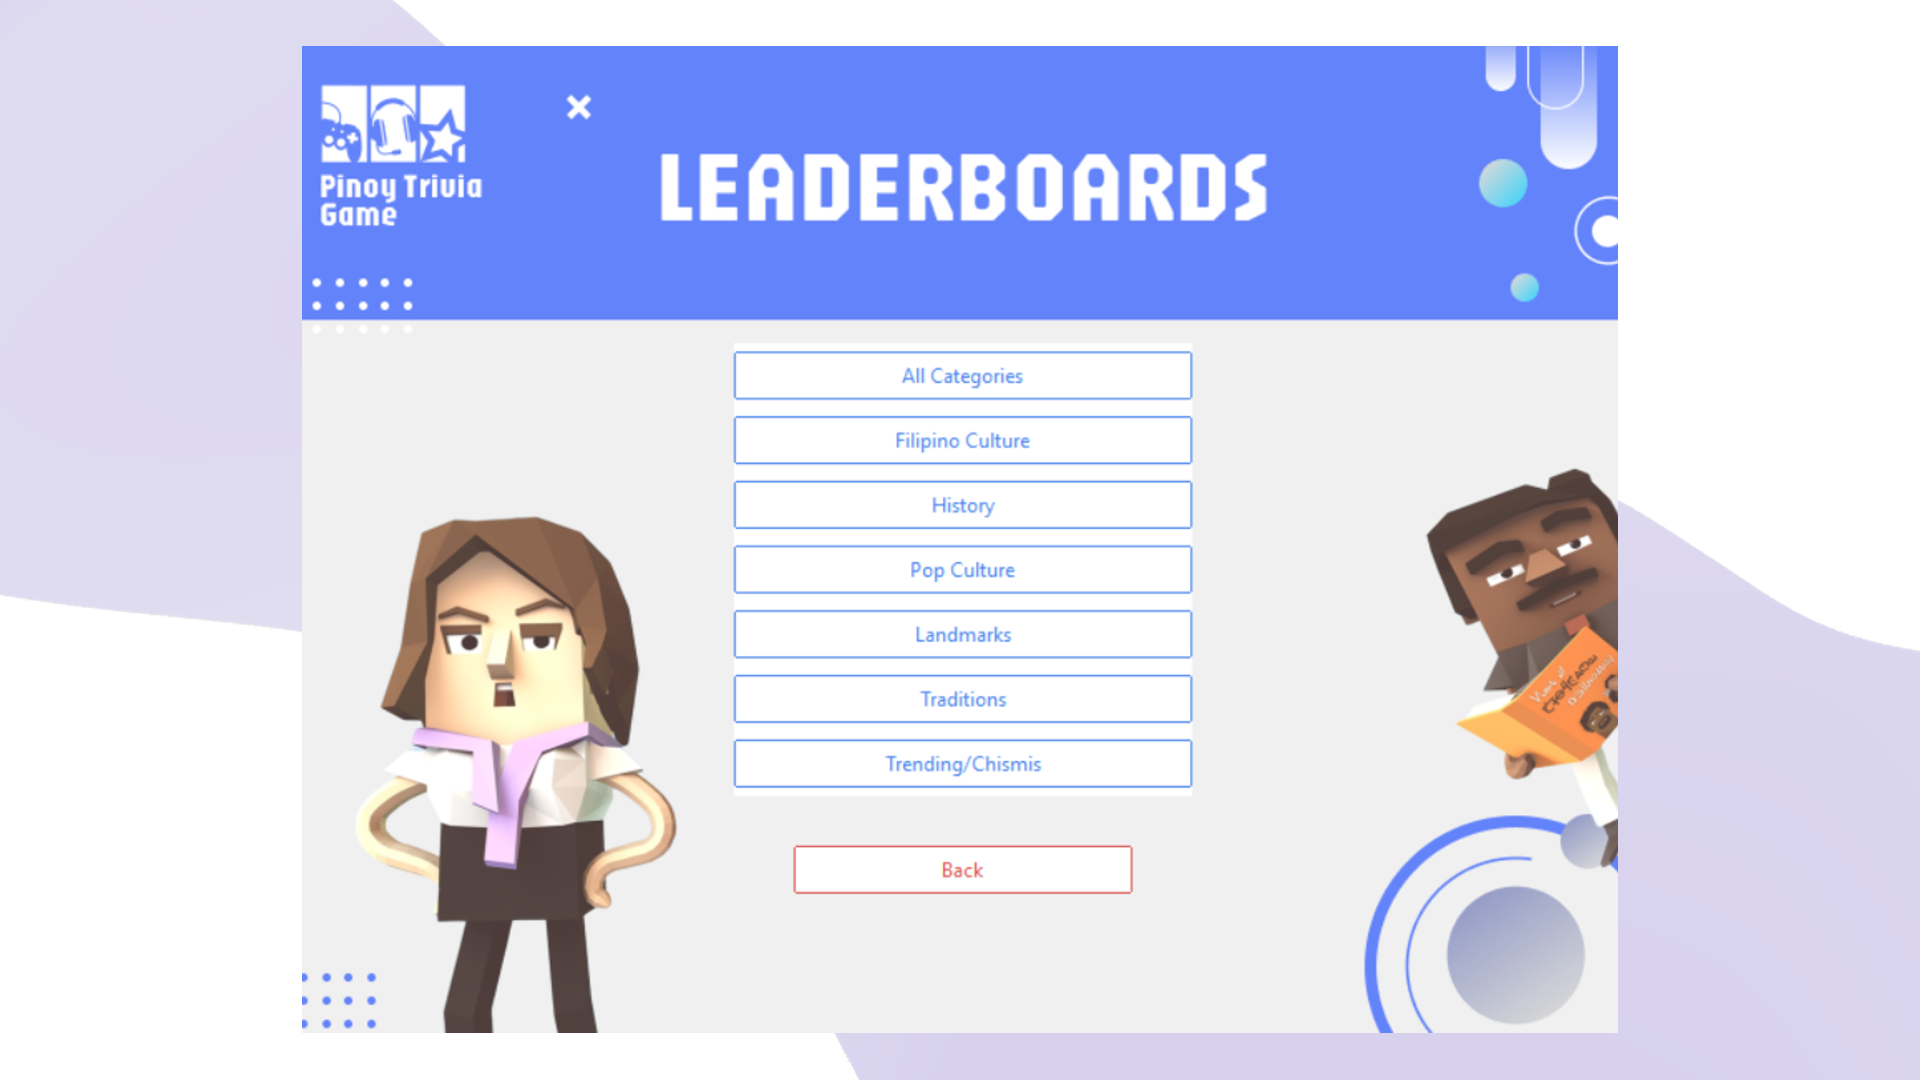 Pinoy Trivia
Game
LEADERBOARDS
All Categories
Filipino Culture
History
Pop Culture
Landmarks
Traditions
Trending/Chismis
Back